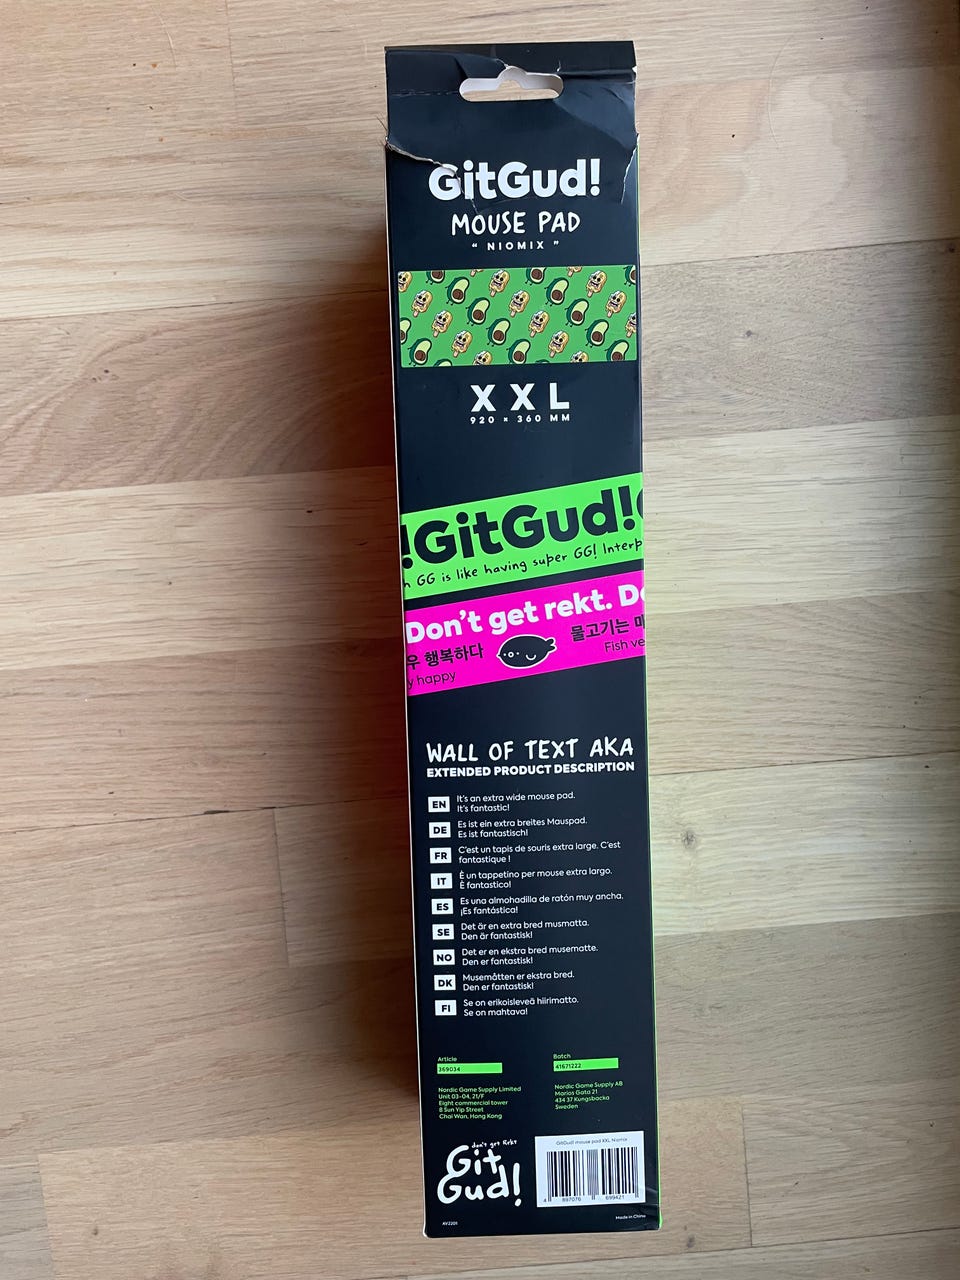 GitGud!
MOUSE PAD
“ NIOMIX ”
XXL
920 × 360 MM
!GitGud!
GG is like having super GG! Interp
Don't get rekt. Do
우 행복하다
물고기는 매
y happy
Fish ve
WALL OF TEXT AKA
EXTENDED PRODUCT DESCRIPTION
EN It's an extra wide mouse pad.
It's fantastic!
DE Es ist ein extra breites Mauspad.
Es ist fantastisch!
FR C'est un tapis de souris extra large. C'est
fantastique !
IT È un tappetino per mouse extra largo.
È fantastico!
ES Es una almohadilla de ratón muy ancha.
¡Es fantástica!
SE Det är en extra bred musmatta.
Den är fantastisk!
NO Det er en ekstra bred musematte.
Den er fantastisk!
DK Musemåtten er ekstra bred.
Den er fantastisk!
FI Se on erikoisleveä hiirimatto.
Se on mahtava!
Article
369034
Nordic Game Supply Limited
Unit 03-04, 21/F
Eight commercial tower
8 Sun Yip Street
Chai Wan, Hong Kong
Batch
41671222
Nordic Game Supply AB
Marios Gata 21
434 37 Kungsbacka
Sweden
don't get Rekt
Git
Gud!
GitGud! mouse pad XXL Niomix
4 897076 699421
AV2201
Made in China